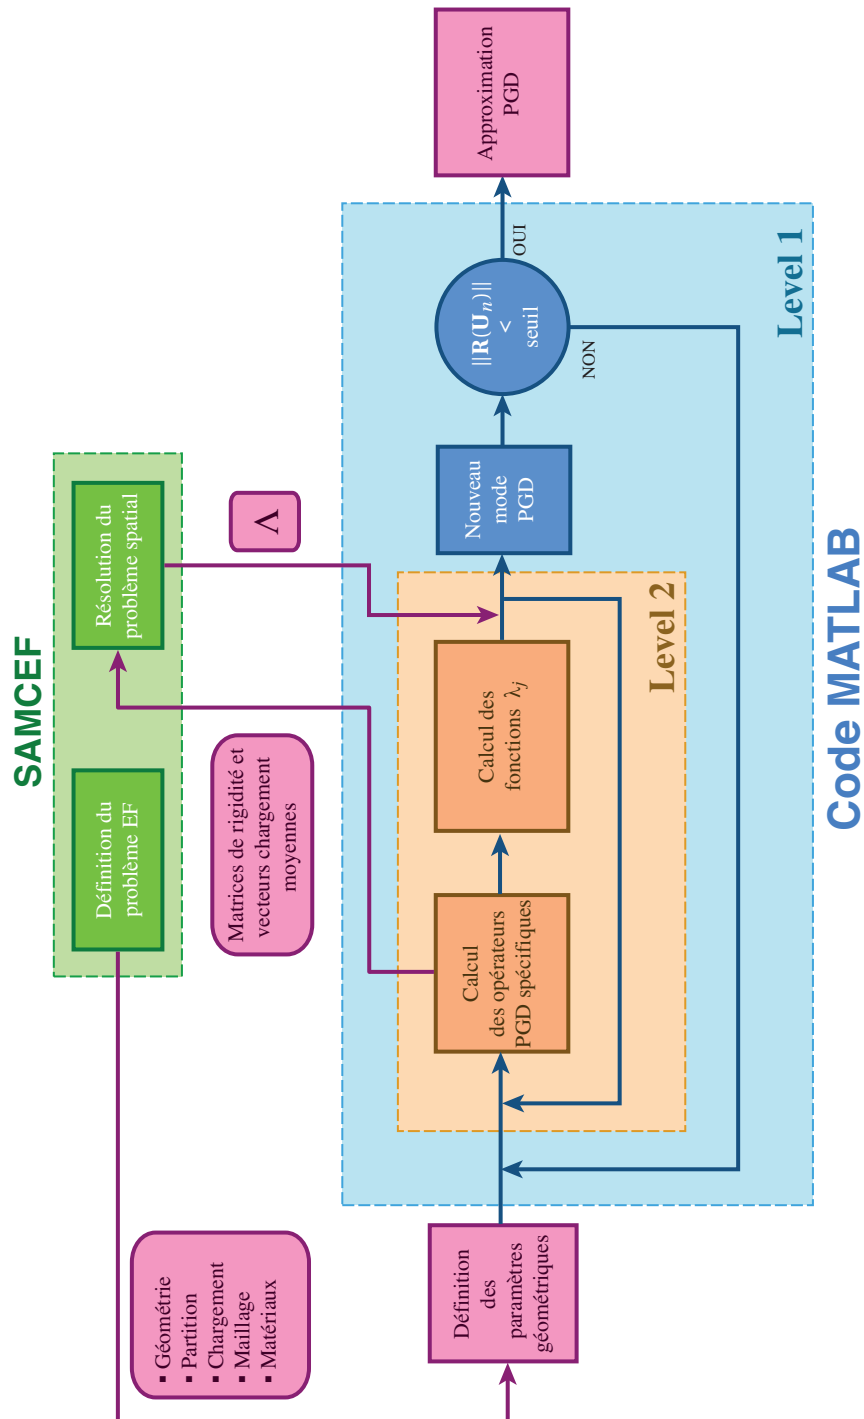 SAMCEF
Définition du
problème EF
Résolution du
problème spatial
▪ Géométrie
▪ Partition
▪ Chargement
▪ Maillage
▪ Matériaux
Matrices de rigidité et
vecteurs chargement
moyennes
Λ
Définition
des
paramètres
géométriques
Calcul
des opérateurs
PGD spécifiques
Calcul des
fonctions λj
Level 2
Nouveau
mode
PGD
||R(Un)||
<
seuil
OUI
NON
Level 1
Approximation
PGD
Code MATLAB